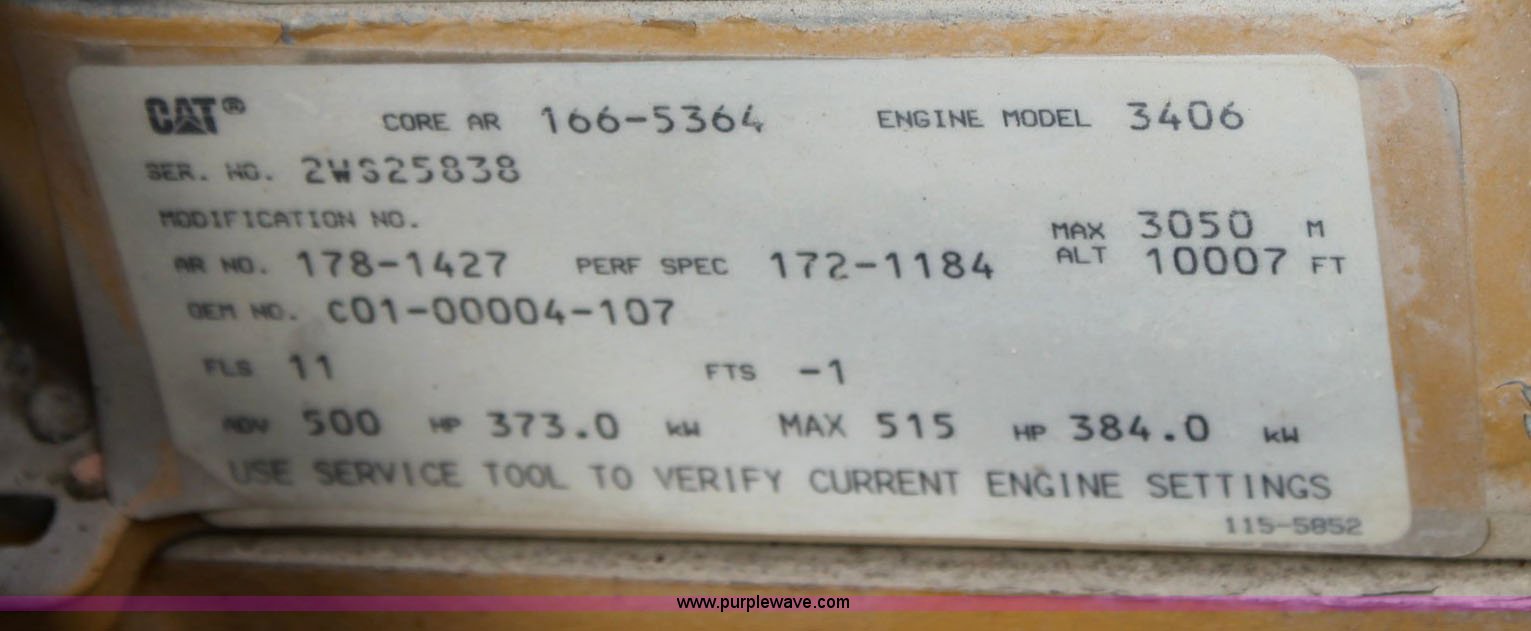 CAT® CORE AR 166-5364 ENGINE MODEL 3406
SER. NO. 2WS25838
MODIFICATION NO.
MAX ALT 3050 M 10007 FT
AR NO. 178-1427 PERF SPEC 172-1184
OEM NO. C01-00004-107
FLS 11 FTS -1
ADV 500 HP 373.0 kW MAX 515 HP 384.0 kW
USE SERVICE TOOL TO VERIFY CURRENT ENGINE SETTINGS
115-5852
www.purplewave.com